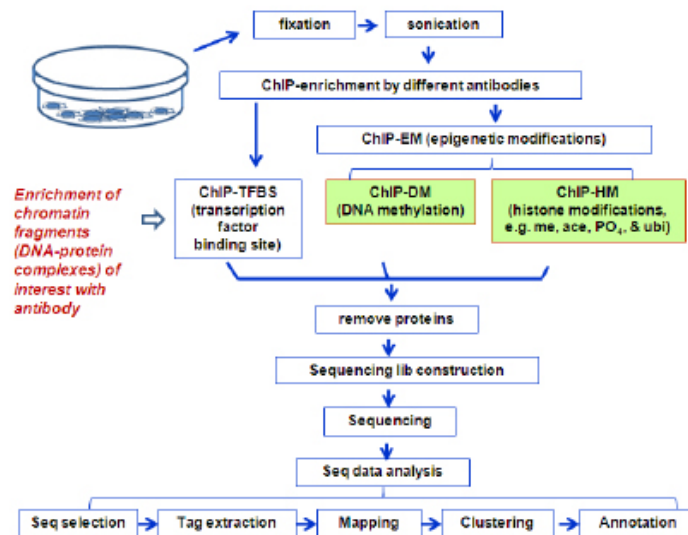 fixation
sonication
ChIP-enrichment by different antibodies
ChIP-EM (epigenetic modifications)
Enrichment of
chromatin
fragments
(DNA-protein
complexes) of
interest with
antibody
ChIP-TFBS
(transcription
factor
binding site)
ChIP-DM
(DNA methylation)
ChIP-HM
(histone modifications,
e.g. me, ace, PO₄, & ubi)
remove proteins
Sequencing lib construction
Sequencing
Seq data analysis
Seq selection
Tag extraction
Mapping
Clustering
Annotation